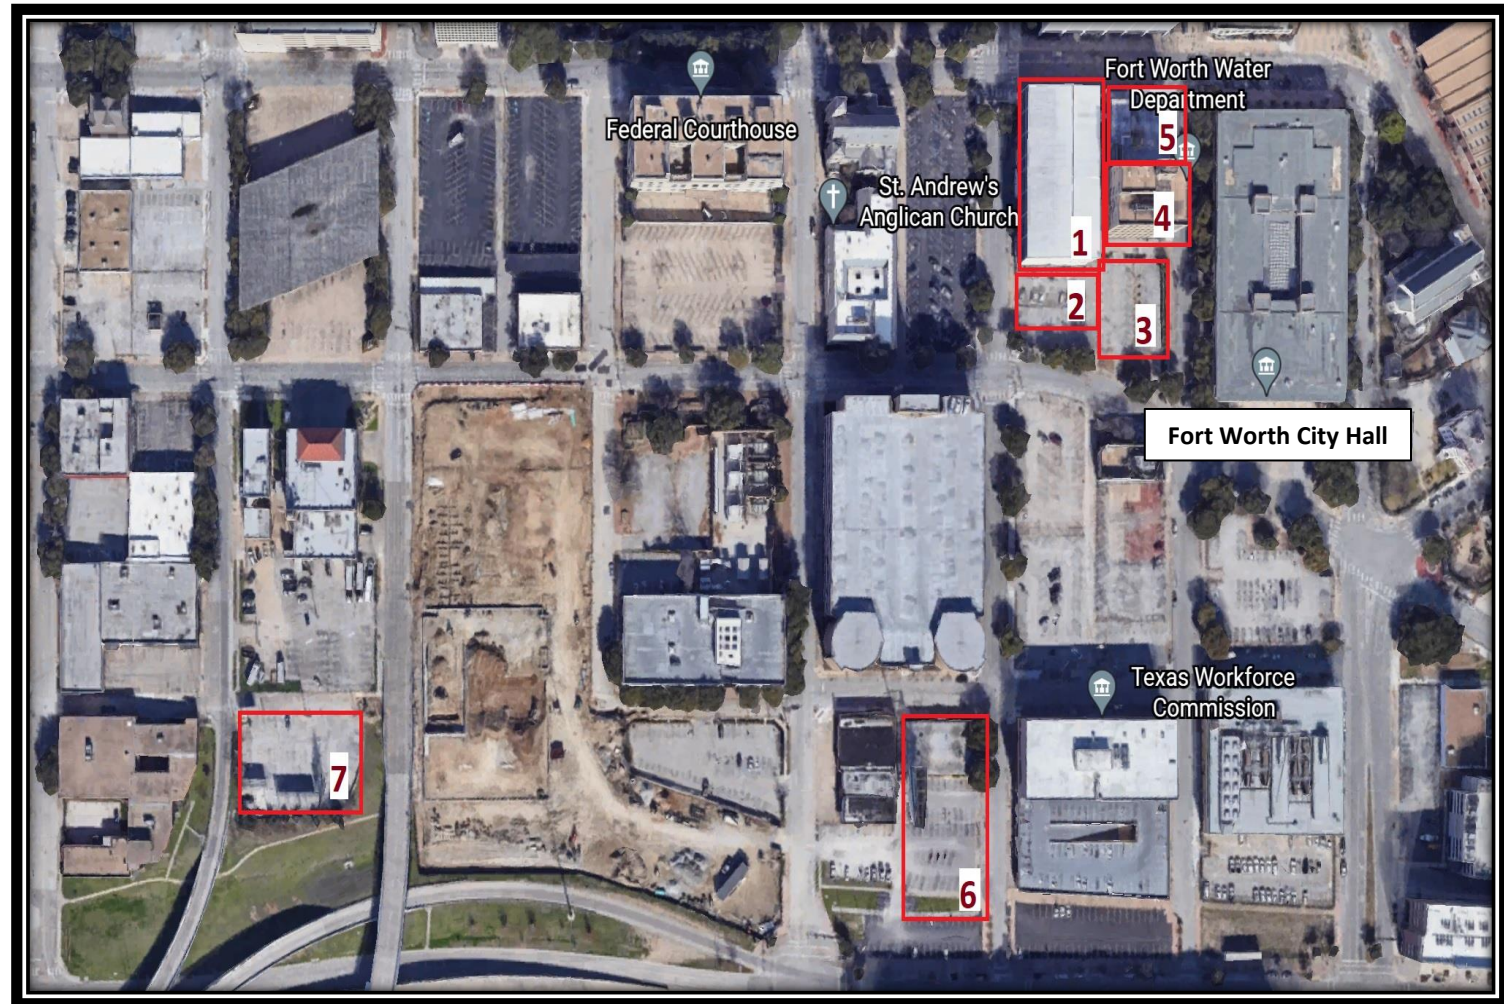 Fort Worth Water
Department
Federal Courthouse
5
St. Andrew's
Anglican Church
4
1
2
3
Fort Worth City Hall
Texas Workforce
Commission
7
6